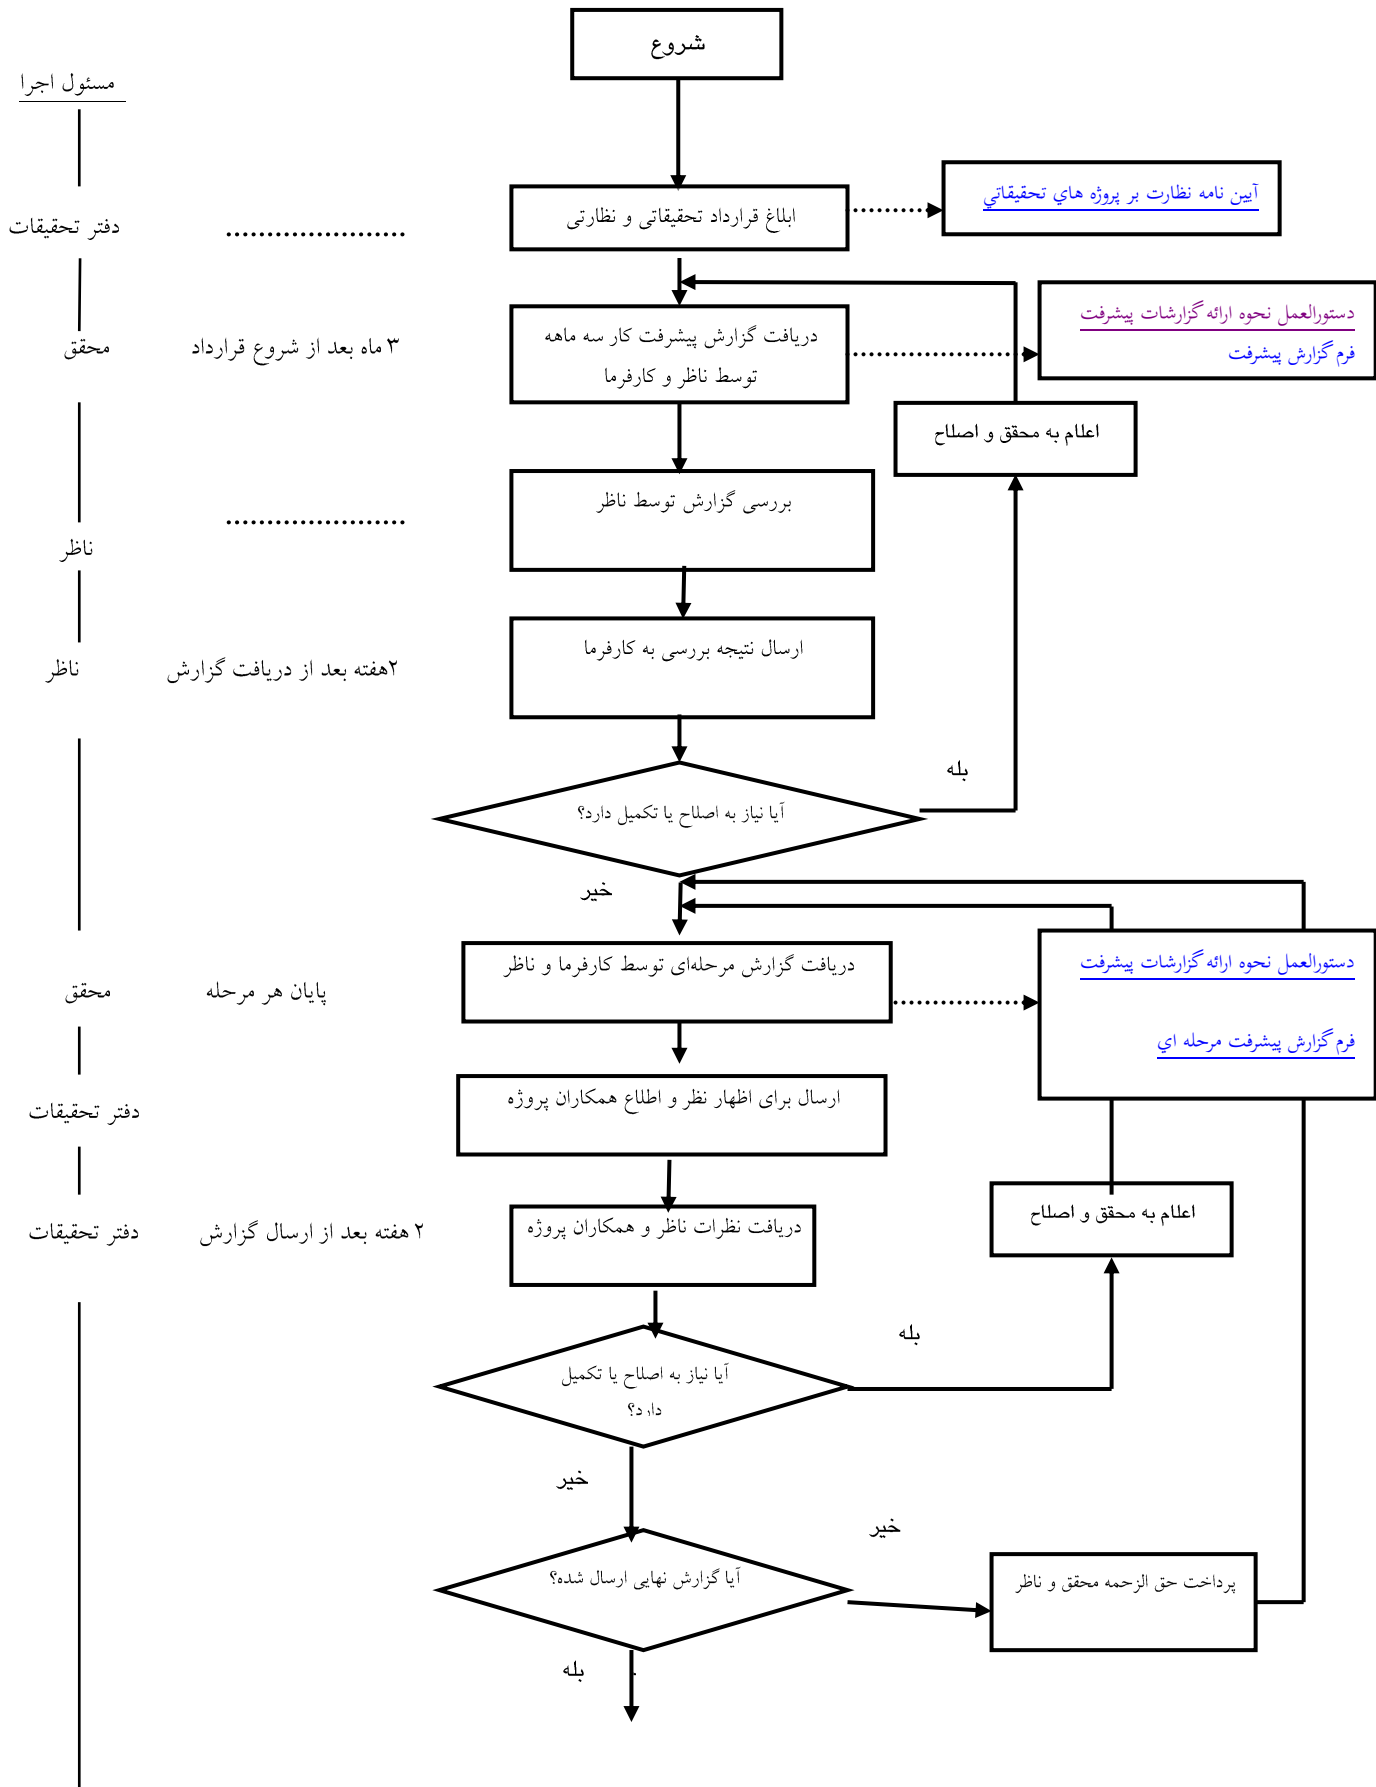 شروع
مسئول اجرا
آیین نامه نظارت بر پروژه هاي تحقیقاتي
ابلاغ قرارداد تحقیقاتی و نظارتی
.....................
دفتر تحقیقات
دستورالعمل نحوه ارائه گزارشات پیشرفت
فرم گزارش پیشرفت
دریافت گزارش پیشرفت کار سه ماهه
توسط ناظر و کارفرما
۳ ماه بعد از شروع قرارداد
محقق
اعلام به محقق و اصلاح
بررسی گزارش توسط ناظر
.....................
ناظر
ارسال نتیجه بررسی به کارفرما
۲هفته بعد از دریافت گزارش
ناظر
بله
آیا نیاز به اصلاح یا تکمیل دارد؟
خیر
دریافت گزارش مرحله‌ای توسط کارفرما و ناظر
دستورالعمل نحوه ارائه گزارشات پیشرفت
فرم گزارش پیشرفت مرحله اي
پایان هر مرحله
محقق
ارسال برای اظهار نظر و اطلاع همکاران پروژه
دفتر تحقیقات
اعلام به محقق و اصلاح
دریافت نظرات ناظر و همکاران پروژه
۲ هفته بعد از ارسال گزارش
دفتر تحقیقات
بله
آیا نیاز به اصلاح یا تکمیل
دارد؟
خیر
خیر
آیا گزارش نهایی ارسال شده؟
پرداخت حق الزحمه محقق و ناظر
بله
.